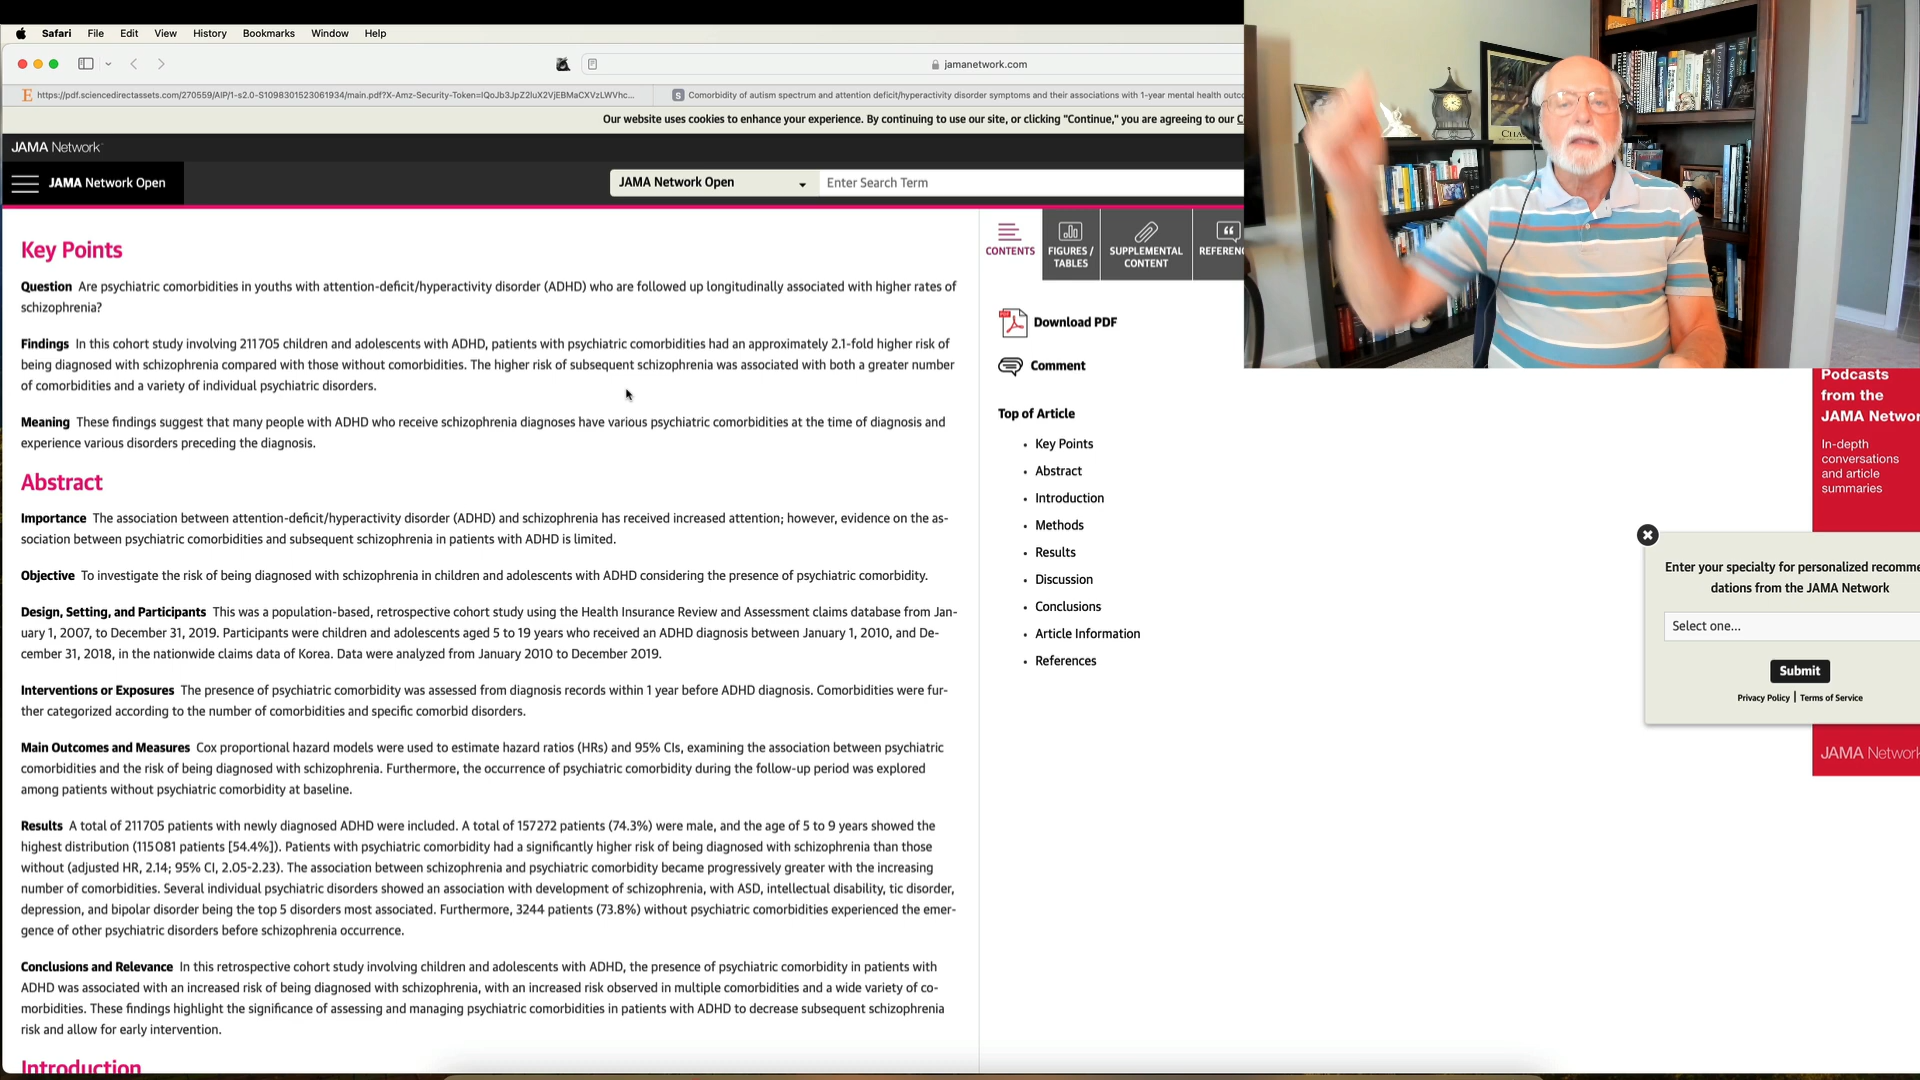 Safari File Edit View History Bookmarks Window Help
jamanetwork.com
https://pdf.sciencedirectassets.com/270559/AIP/1-s2.0-S1098301523061934/main.pdf?X-Amz-Security-Token=IQoJb3JpZ2luX2VjEBMaCXVzLWVhc...
S Comorbidity of autism spectrum and attention deficit/hyperactivity disorder symptoms and their associations with 1-year mental health outco
Our website uses cookies to enhance your experience. By continuing to use our site, or clicking "Continue," you are agreeing to our C
JAMA Network
JAMA Network Open
JAMA Network Open
Enter Search Term
CONTENTS
FIGURES / TABLES
SUPPLEMENTAL CONTENT
REFERENC
Key Points
Question Are psychiatric comorbidities in youths with attention-deficit/hyperactivity disorder (ADHD) who are followed up longitudinally associated with higher rates of
schizophrenia?
Findings In this cohort study involving 211 705 children and adolescents with ADHD, patients with psychiatric comorbidities had an approximately 2.1-fold higher risk of
being diagnosed with schizophrenia compared with those without comorbidities. The higher risk of subsequent schizophrenia was associated with both a greater number
of comorbidities and a variety of individual psychiatric disorders.
Meaning These findings suggest that many people with ADHD who receive schizophrenia diagnoses have various psychiatric comorbidities at the time of diagnosis and
experience various disorders preceding the diagnosis.
Abstract
Importance The association between attention-deficit/hyperactivity disorder (ADHD) and schizophrenia has received increased attention; however, evidence on the as-
sociation between psychiatric comorbidities and subsequent schizophrenia in patients with ADHD is limited.
Objective To investigate the risk of being diagnosed with schizophrenia in children and adolescents with ADHD considering the presence of psychiatric comorbidity.
Design, Setting, and Participants This was a population-based, retrospective cohort study using the Health Insurance Review and Assessment claims database from Jan-
uary 1, 2007, to December 31, 2019. Participants were children and adolescents aged 5 to 19 years who received an ADHD diagnosis between January 1, 2010, and De-
cember 31, 2018, in the nationwide claims data of Korea. Data were analyzed from January 2010 to December 2019.
Interventions or Exposures The presence of psychiatric comorbidity was assessed from diagnosis records within 1 year before ADHD diagnosis. Comorbidities were fur-
ther categorized according to the number of comorbidities and specific comorbid disorders.
Main Outcomes and Measures Cox proportional hazard models were used to estimate hazard ratios (HRs) and 95% CIs, examining the association between psychiatric
comorbidities and the risk of being diagnosed with schizophrenia. Furthermore, the occurrence of psychiatric comorbidity during the follow-up period was explored
among patients without psychiatric comorbidity at baseline.
Results A total of 211 705 patients with newly diagnosed ADHD were included. A total of 157 272 patients (74.3%) were male, and the age of 5 to 9 years showed the
highest distribution (115 081 patients [54.4%]). Patients with psychiatric comorbidity had a significantly higher risk of being diagnosed with schizophrenia than those
without (adjusted HR, 2.14; 95% CI, 2.05-2.23). The association between schizophrenia and psychiatric comorbidity became progressively greater with the increasing
number of comorbidities. Several individual psychiatric disorders showed an association with development of schizophrenia, with ASD, intellectual disability, tic disorder,
depression, and bipolar disorder being the top 5 disorders most associated. Furthermore, 3244 patients (73.8%) without psychiatric comorbidities experienced the emer-
gence of other psychiatric disorders before schizophrenia occurrence.
Conclusions and Relevance In this retrospective cohort study involving children and adolescents with ADHD, the presence of psychiatric comorbidity in patients with
ADHD was associated with an increased risk of being diagnosed with schizophrenia, with an increased risk observed in multiple comorbidities and a wide variety of co-
morbidities. These findings highlight the significance of assessing and managing psychiatric comorbidities in patients with ADHD to decrease subsequent schizophrenia
risk and allow for early intervention.
Introduction
Download PDF
Comment
Top of Article
• Key Points
• Abstract
• Introduction
• Methods
• Results
• Discussion
• Conclusions
• Article Information
• References
Podcasts
from the
JAMA Networ
In-depth
conversations
and article
summaries
Enter your specialty for personalized recomme
dations from the JAMA Network
Select one...
Submit
Privacy Policy | Terms of Service
JAMA Network